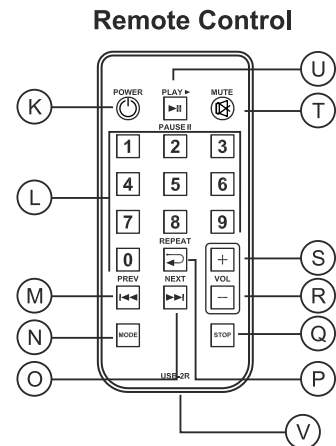 Remote Control
U
POWER PLAY ► MUTE
K T
PAUSE II
1 2 3
L
4 5 6
7 8 9
REPEAT
0 + S
PREV NEXT VOL
M − R
N MODE STOP Q
O USB-2R P
V